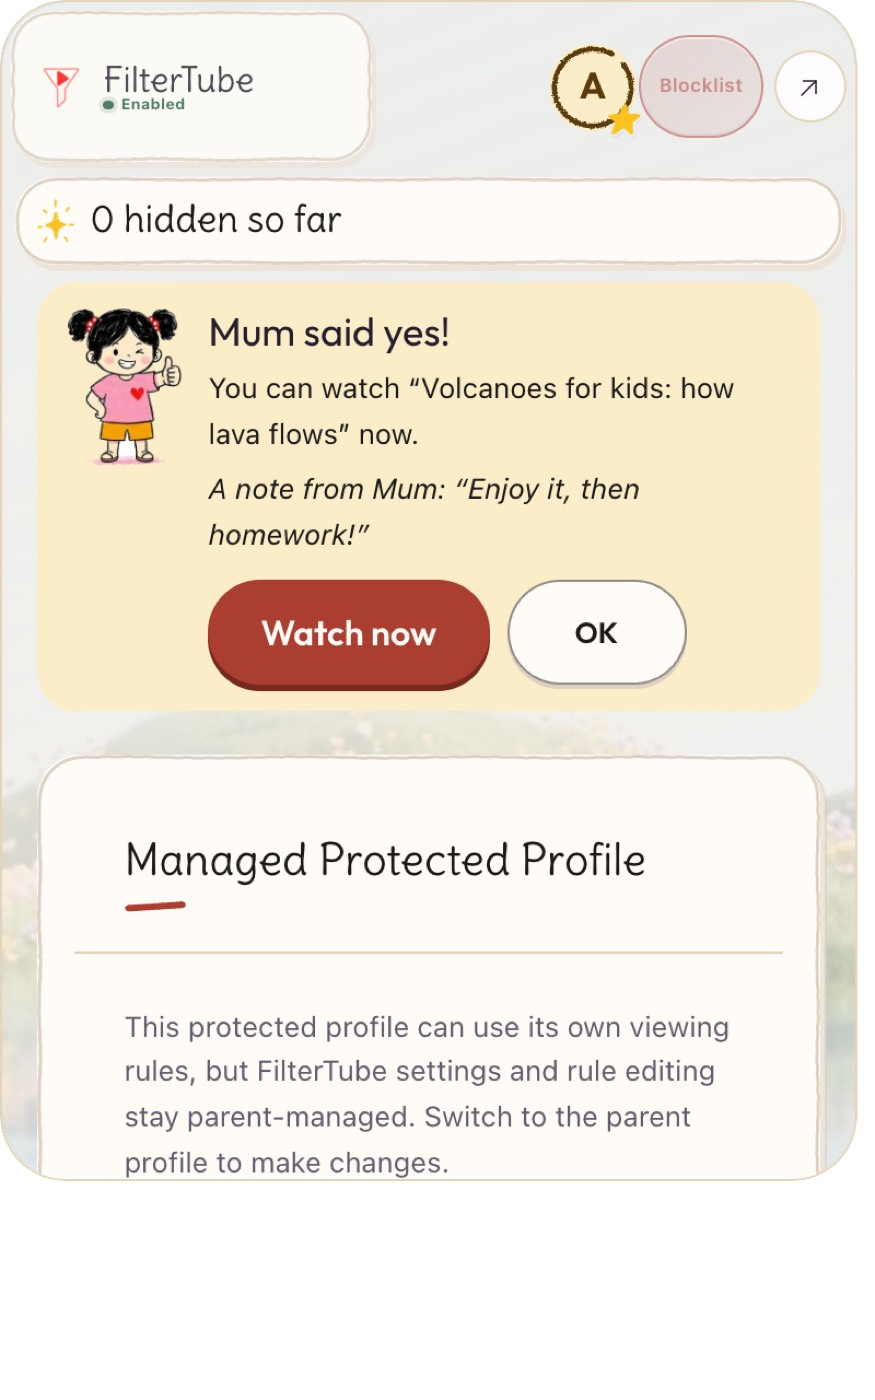 FilterTube
Enabled
A
Blocklist
0 hidden so far
Mum said yes!
You can watch “Volcanoes for kids: how
lava flows” now.
A note from Mum: “Enjoy it, then
homework!”
Watch now
OK
Managed Protected Profile
This protected profile can use its own viewing
rules, but FilterTube settings and rule editing
stay parent-managed. Switch to the parent
profile to make changes.